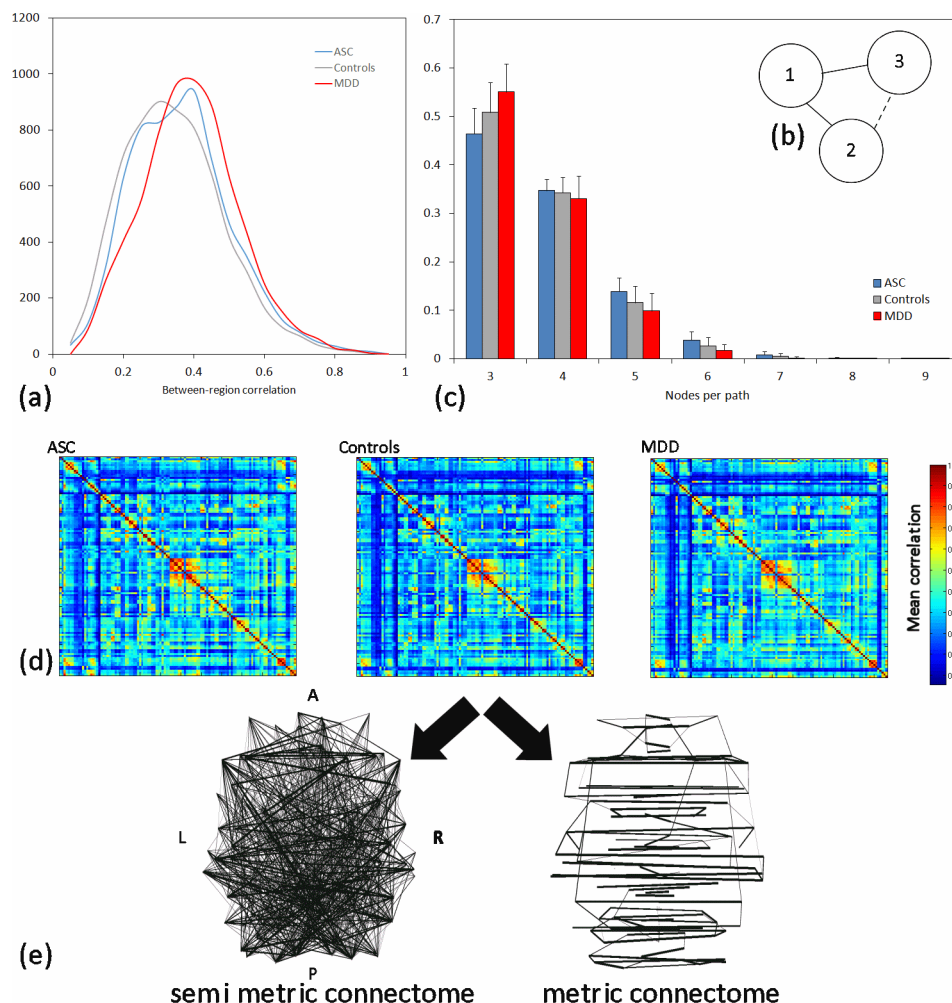 1200
1000
800
600
400
200
0
0
0.2
0.4
0.6
0.8
1
Between-region correlation
ASC
Controls
MDD
(a)
0.7
0.6
0.5
0.4
0.3
0.2
0.1
0
3
4
5
6
7
8
9
Nodes per path
ASC
Controls
MDD
(c)
1
3
2
(b)
ASC
Controls
MDD
Mean correlation
(d)
A
L
R
P
(e)
semi metric connectome
metric connectome